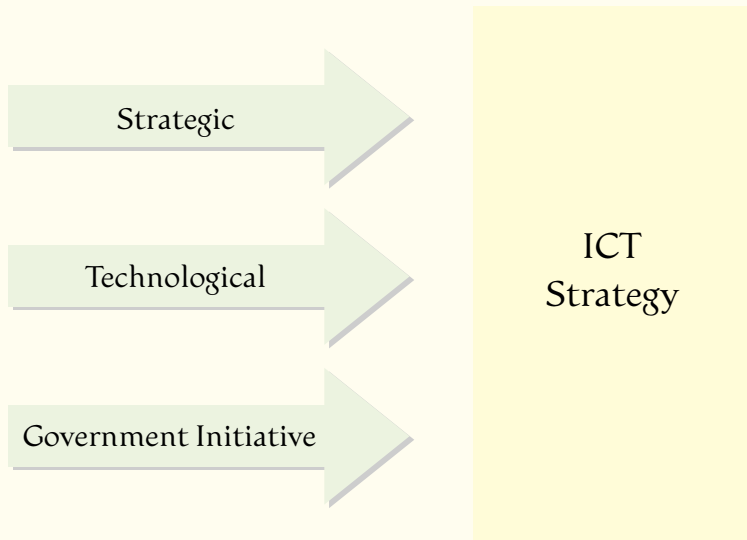 Strategic
Technological
Government Initiative
ICT
Strategy